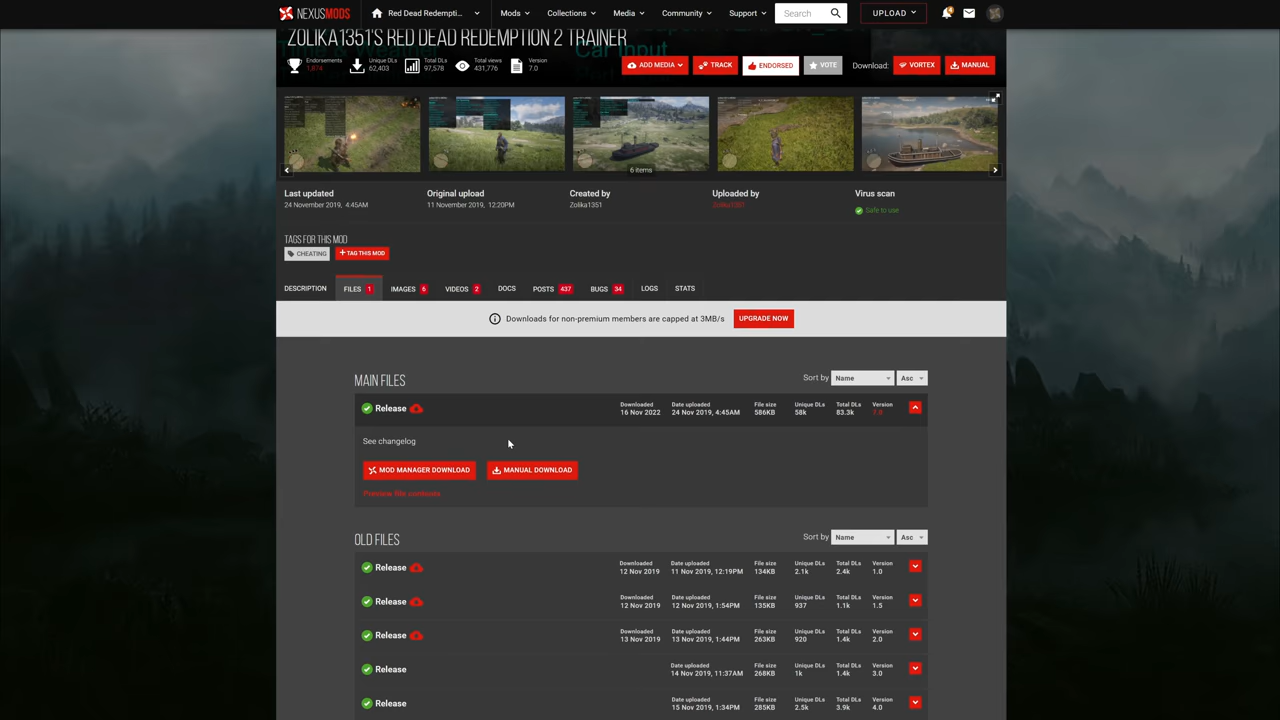 NEXUSMODS
Red Dead Redempti...
Mods
Collections
Media
Community
Support
Search
UPLOAD
ZOLIKA1351'S RED DEAD REDEMPTION 2 TRAINER
Car Input
Endorsements
Unique DLs
62,403
Total DLs
97,578
Total views
431,776
Version
7.0
ADD MEDIA
TRACK
ENDORSED
VOTE
Download:
VORTEX
MANUAL
6 items
Last updated
24 November 2019, 4:45AM
Original upload
11 November 2019, 12:20PM
Created by
Zolika1351
Uploaded by
Zolika1351
Virus scan
Safe to use
TAGS FOR THIS MOD
CHEATING
+ TAG THIS MOD
DESCRIPTION
FILES 1
IMAGES 6
VIDEOS 2
DOCS
POSTS 437
BUGS 34
LOGS
STATS
Downloads for non-premium members are capped at 3MB/s
UPGRADE NOW
MAIN FILES
Sort by Name Asc
Release
Downloaded
16 Nov 2022
Date uploaded
24 Nov 2019, 4:45AM
File size
586KB
Unique DLs
58k
Total DLs
83.3k
Version
7.0
See changelog
MOD MANAGER DOWNLOAD
MANUAL DOWNLOAD
Preview file contents
OLD FILES
Sort by Name Asc
Release
Downloaded
12 Nov 2019
Date uploaded
11 Nov 2019, 12:19PM
File size
134KB
Unique DLs
2.1k
Total DLs
2.4k
Version
1.0
Release
Downloaded
12 Nov 2019
Date uploaded
12 Nov 2019, 1:54PM
File size
135KB
Unique DLs
937
Total DLs
1.1k
Version
1.5
Release
Downloaded
13 Nov 2019
Date uploaded
13 Nov 2019, 1:44PM
File size
263KB
Unique DLs
920
Total DLs
1.4k
Version
2.0
Release
Date uploaded
14 Nov 2019, 11:37AM
File size
268KB
Unique DLs
1k
Total DLs
1.4k
Version
3.0
Release
Date uploaded
15 Nov 2019, 1:34PM
File size
285KB
Unique DLs
2.5k
Total DLs
3.9k
Version
4.0